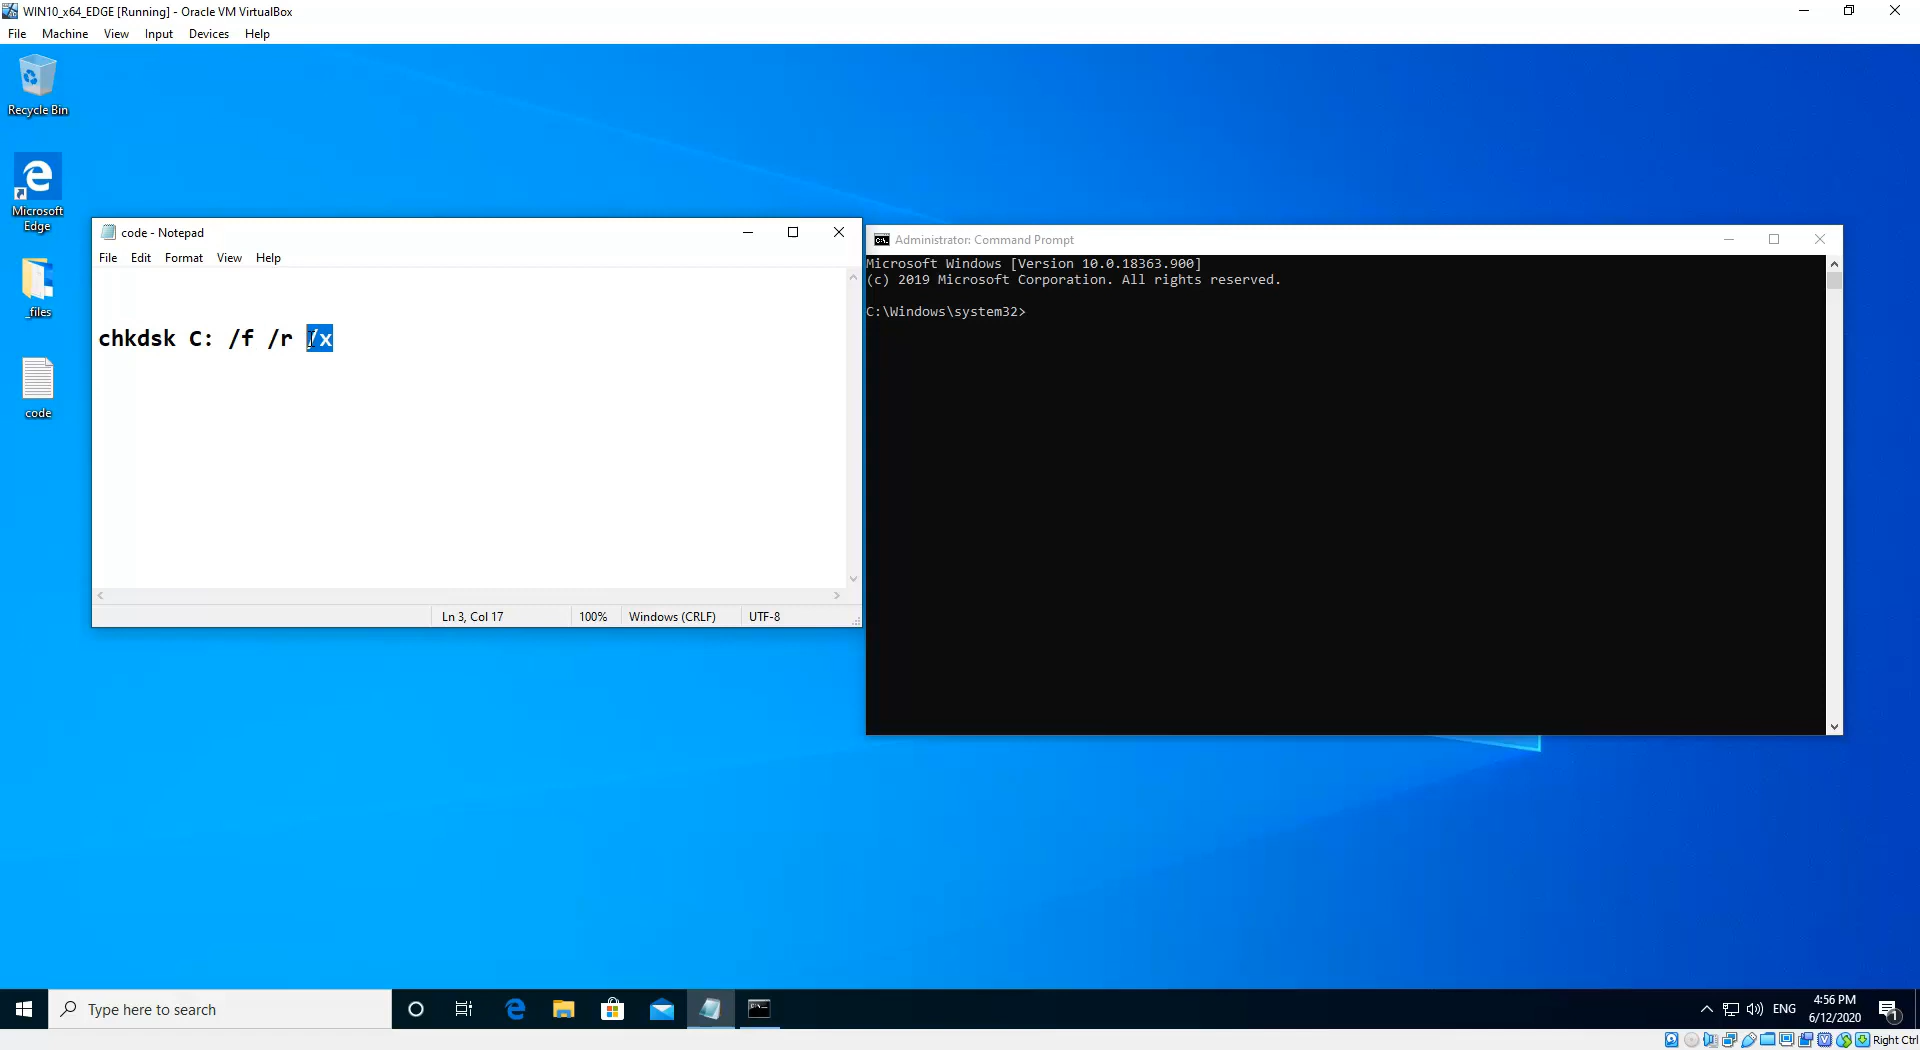 WIN10_x64_EDGE [Running] - Oracle VM VirtualBox
File Machine View Input Devices Help
Recycle Bin
Microsoft
Edge
_files
code
code - Notepad
File Edit Format View Help
chkdsk C: /f /r /x
Ln 3, Col 17 100% Windows (CRLF) UTF-8
Administrator: Command Prompt
Microsoft Windows [Version 10.0.18363.900]
(c) 2019 Microsoft Corporation. All rights reserved.
C:\Windows\system32>
Type here to search
ENG
4:56 PM
6/12/2020
1
Right Ctrl